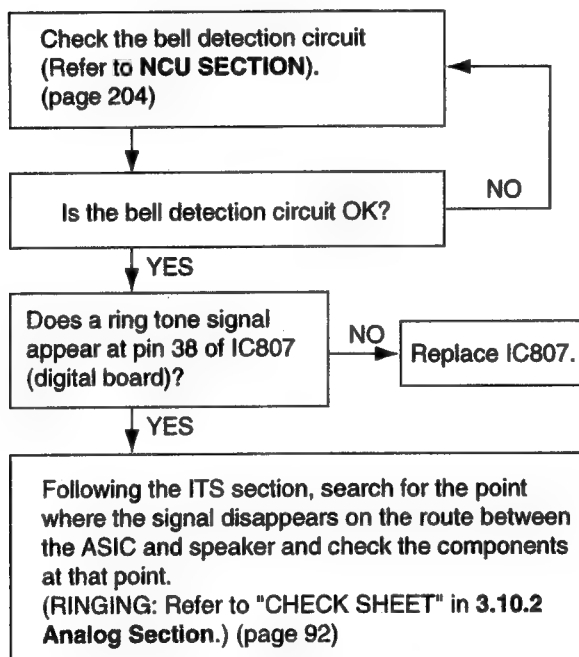 Check the bell detection circuit
(Refer to NCU SECTION).
(page 204)
NO
Is the bell detection circuit OK?
YES
Does a ring tone signal
appear at pin 38 of IC807
(digital board)?
NO
Replace IC807.
YES
Following the ITS section, search for the point
where the signal disappears on the route between
the ASIC and speaker and check the components
at that point.
(RINGING: Refer to "CHECK SHEET" in 3.10.2
Analog Section.) (page 92)